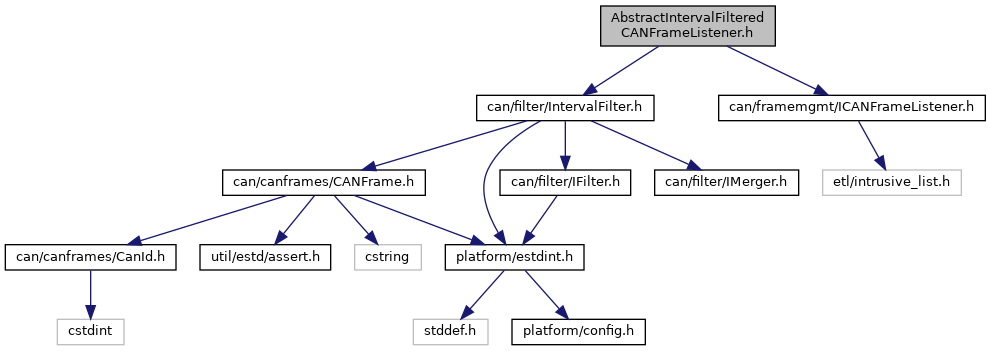 AbstractIntervalFiltered
CANFrameListener.h
can/filter/IntervalFilter.h
can/framemgmt/ICANFrameListener.h
can/canframes/CANFrame.h
can/filter/IFilter.h
can/filter/IMerger.h
etl/intrusive_list.h
can/canframes/CanId.h
util/estd/assert.h
cstring
platform/estdint.h
cstdint
stddef.h
platform/config.h